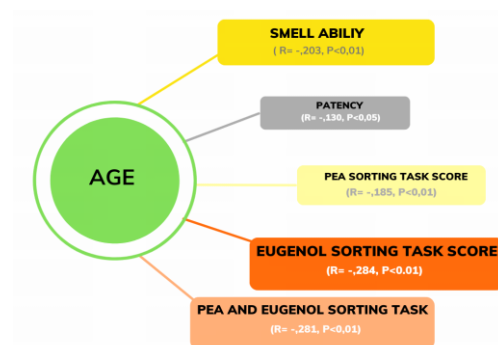 SMELL ABILIY
( R= -,203, P<0,01)
PATENCY
(R= -,130, P<0,05)
AGE
PEA SORTING TASK SCORE
(R= -,185, P<0,01)
EUGENOL SORTING TASK SCORE
(R= -,284, P<0.01)
PEA AND EUGENOL SORTING TASK
(R= -,281, P<0,01)